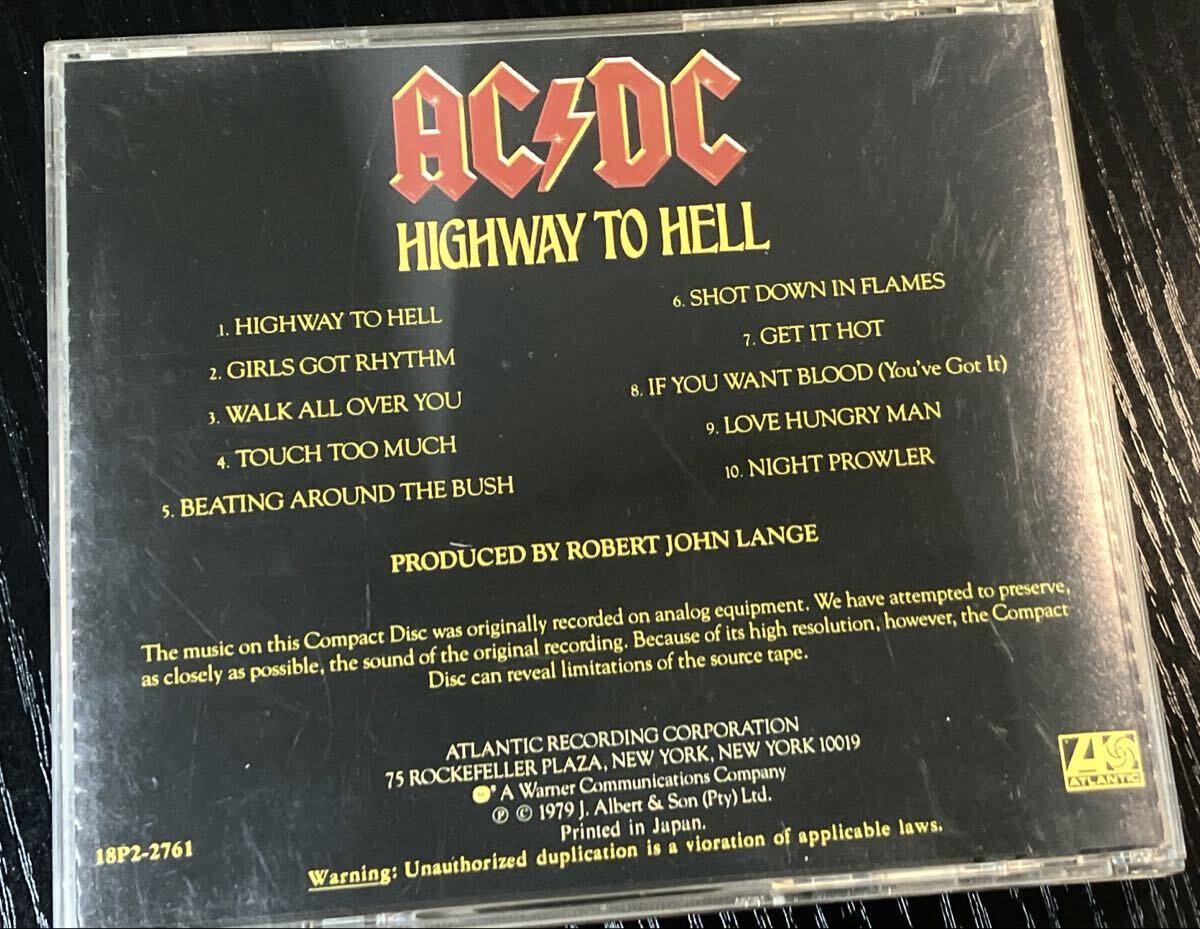 AC⚡DC
HIGHWAY TO HELL
1. HIGHWAY TO HELL
2. GIRLS GOT RHYTHM
3. WALK ALL OVER YOU
4. TOUCH TOO MUCH
5. BEATING AROUND THE BUSH
6. SHOT DOWN IN FLAMES
7. GET IT HOT
8. IF YOU WANT BLOOD (You've Got It)
9. LOVE HUNGRY MAN
10. NIGHT PROWLER
PRODUCED BY ROBERT JOHN LANGE
The music on this Compact Disc was originally recorded on analog equipment. We have attempted to preserve,
as closely as possible, the sound of the original recording. Because of its high resolution, however, the Compact
Disc can reveal limitations of the source tape.
ATLANTIC RECORDING CORPORATION
75 ROCKEFELLER PLAZA, NEW YORK, NEW YORK 10019
A Warner Communications Company
℗ © 1979 J. Albert & Son (Pty) Ltd.
Printed in Japan.
18P2-2761
Warning: Unauthorized duplication is a vioration of applicable laws.
ATLANTIC